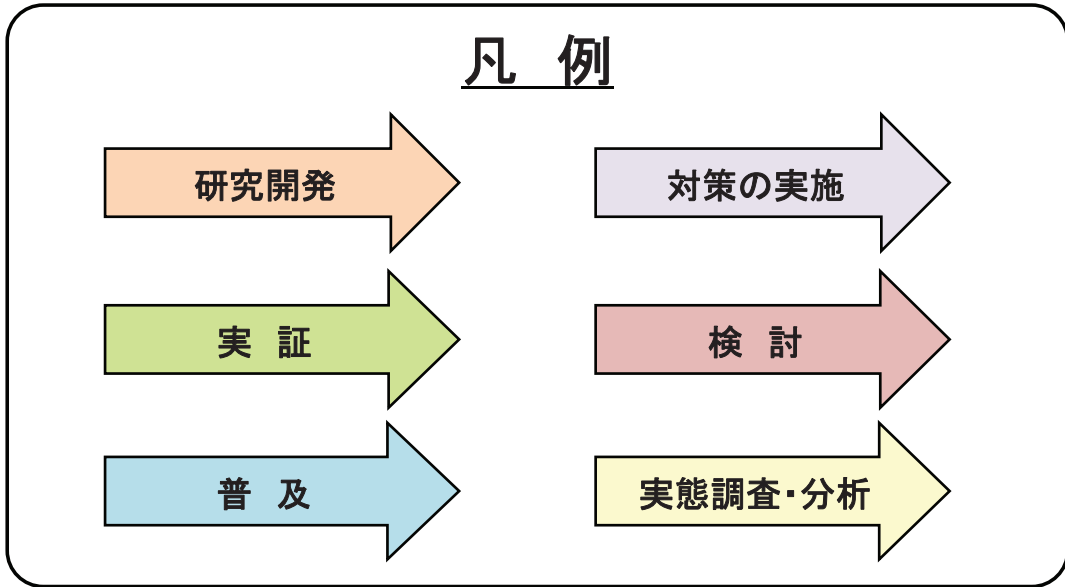 凡 例
研究開発
対策の実施
実 証
検 討
普 及
実態調査・分析